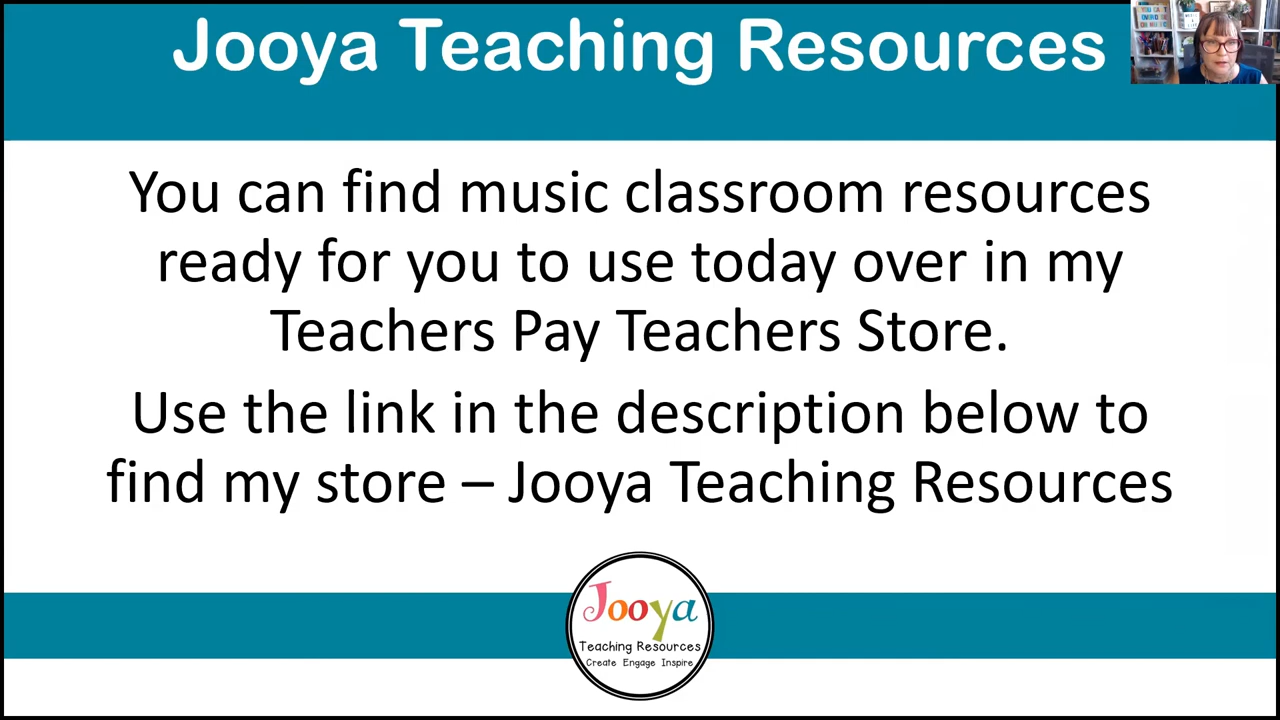 Jooya Teaching Resources
You can find music classroom resources
ready for you to use today over in my
Teachers Pay Teachers Store.
Use the link in the description below to
find my store – Jooya Teaching Resources
Jooya
Teaching Resources
Create Engage Inspire